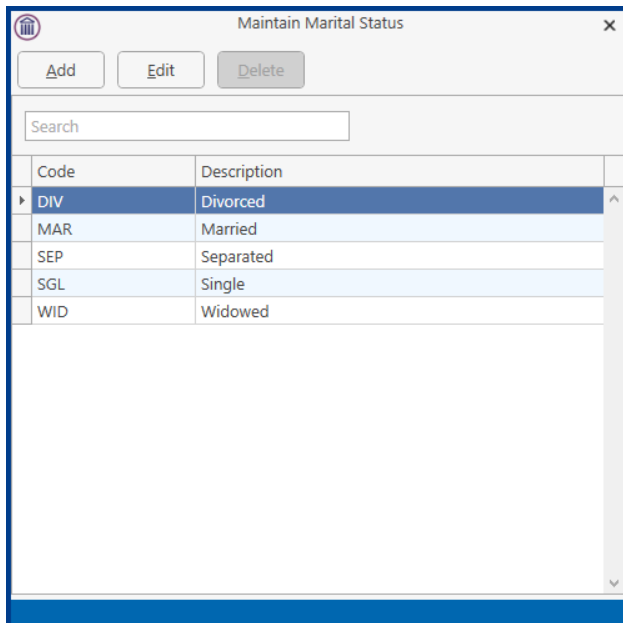 Maintain Marital Status
Add Edit Delete
Search
Code Description
DIV Divorced
MAR Married
SEP Separated
SGL Single
WID Widowed